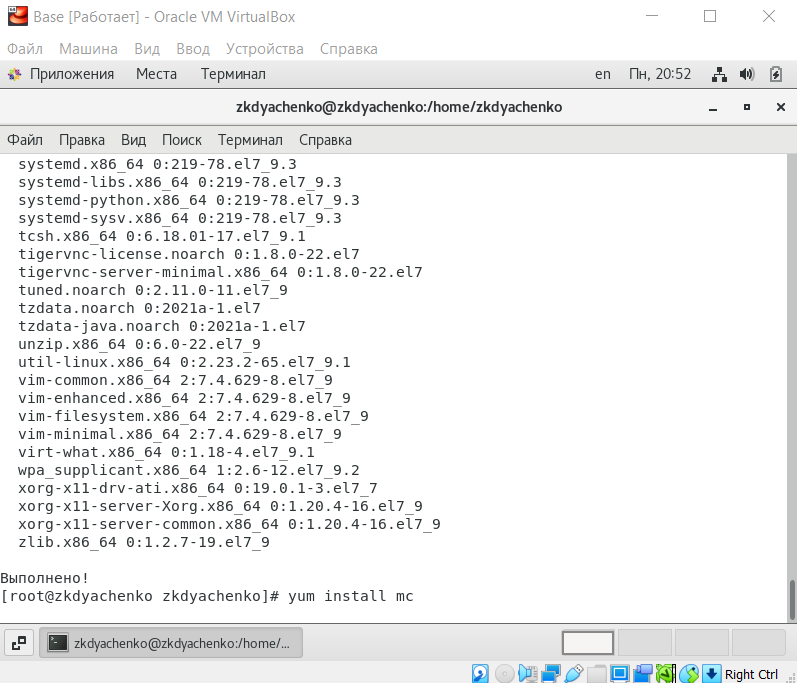 Base [Работает] - Oracle VM VirtualBox
Файл Машина Вид Ввод Устройства Справка
Приложения Места Терминал en Пн, 20:52
zkdyachenko@zkdyachenko:/home/zkdyachenko
Файл Правка Вид Поиск Терминал Справка
systemd.x86_64 0:219-78.el7_9.3
systemd-libs.x86_64 0:219-78.el7_9.3
systemd-python.x86_64 0:219-78.el7_9.3
systemd-sysv.x86_64 0:219-78.el7_9.3
tcsh.x86_64 0:6.18.01-17.el7_9.1
tigervnc-license.noarch 0:1.8.0-22.el7
tigervnc-server-minimal.x86_64 0:1.8.0-22.el7
tuned.noarch 0:2.11.0-11.el7_9
tzdata.noarch 0:2021a-1.el7
tzdata-java.noarch 0:2021a-1.el7
unzip.x86_64 0:6.0-22.el7_9
util-linux.x86_64 0:2.23.2-65.el7_9.1
vim-common.x86_64 2:7.4.629-8.el7_9
vim-enhanced.x86_64 2:7.4.629-8.el7_9
vim-filesystem.x86_64 2:7.4.629-8.el7_9
vim-minimal.x86_64 2:7.4.629-8.el7_9
virt-what.x86_64 0:1.18-4.el7_9.1
wpa_supplicant.x86_64 1:2.6-12.el7_9.2
xorg-x11-drv-ati.x86_64 0:19.0.1-3.el7_7
xorg-x11-server-Xorg.x86_64 0:1.20.4-16.el7_9
xorg-x11-server-common.x86_64 0:1.20.4-16.el7_9
zlib.x86_64 0:1.2.7-19.el7_9
Выполнено!
[root@zkdyachenko zkdyachenko]# yum install mc
zkdyachenko@zkdyachenko:/home/...
Right Ctrl